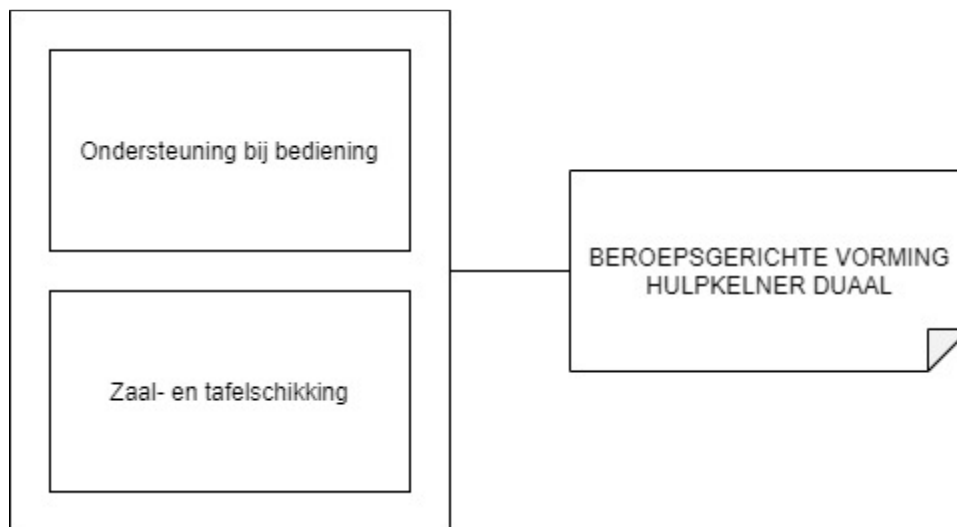 Ondersteuning bij bediening
Zaal- en tafelschikking
BEROEPSGERICHTE VORMING
HULPKELNER DUAAL